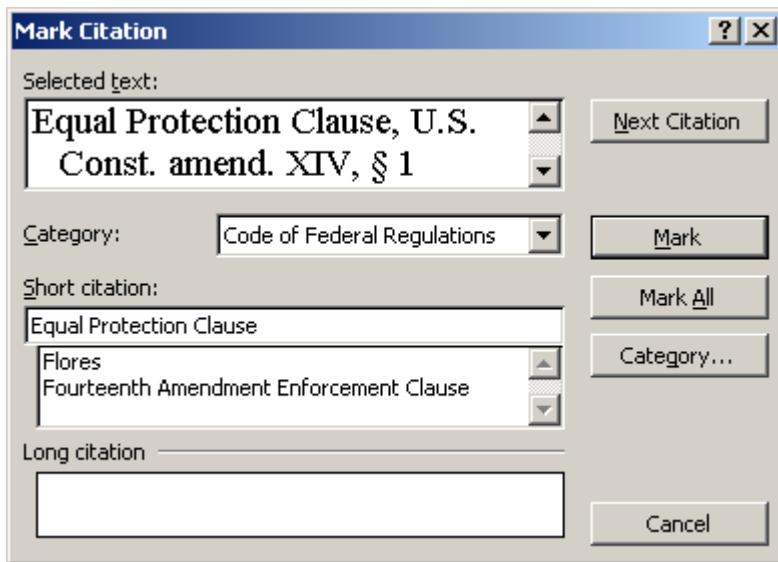 Mark Citation
Selected text:
Equal Protection Clause, U.S.
Const. amend. XIV, § 1
Next Citation
Category:
Code of Federal Regulations
Mark
Short citation:
Mark All
Equal Protection Clause
Flores
Category...
Fourteenth Amendment Enforcement Clause
Long citation
Cancel